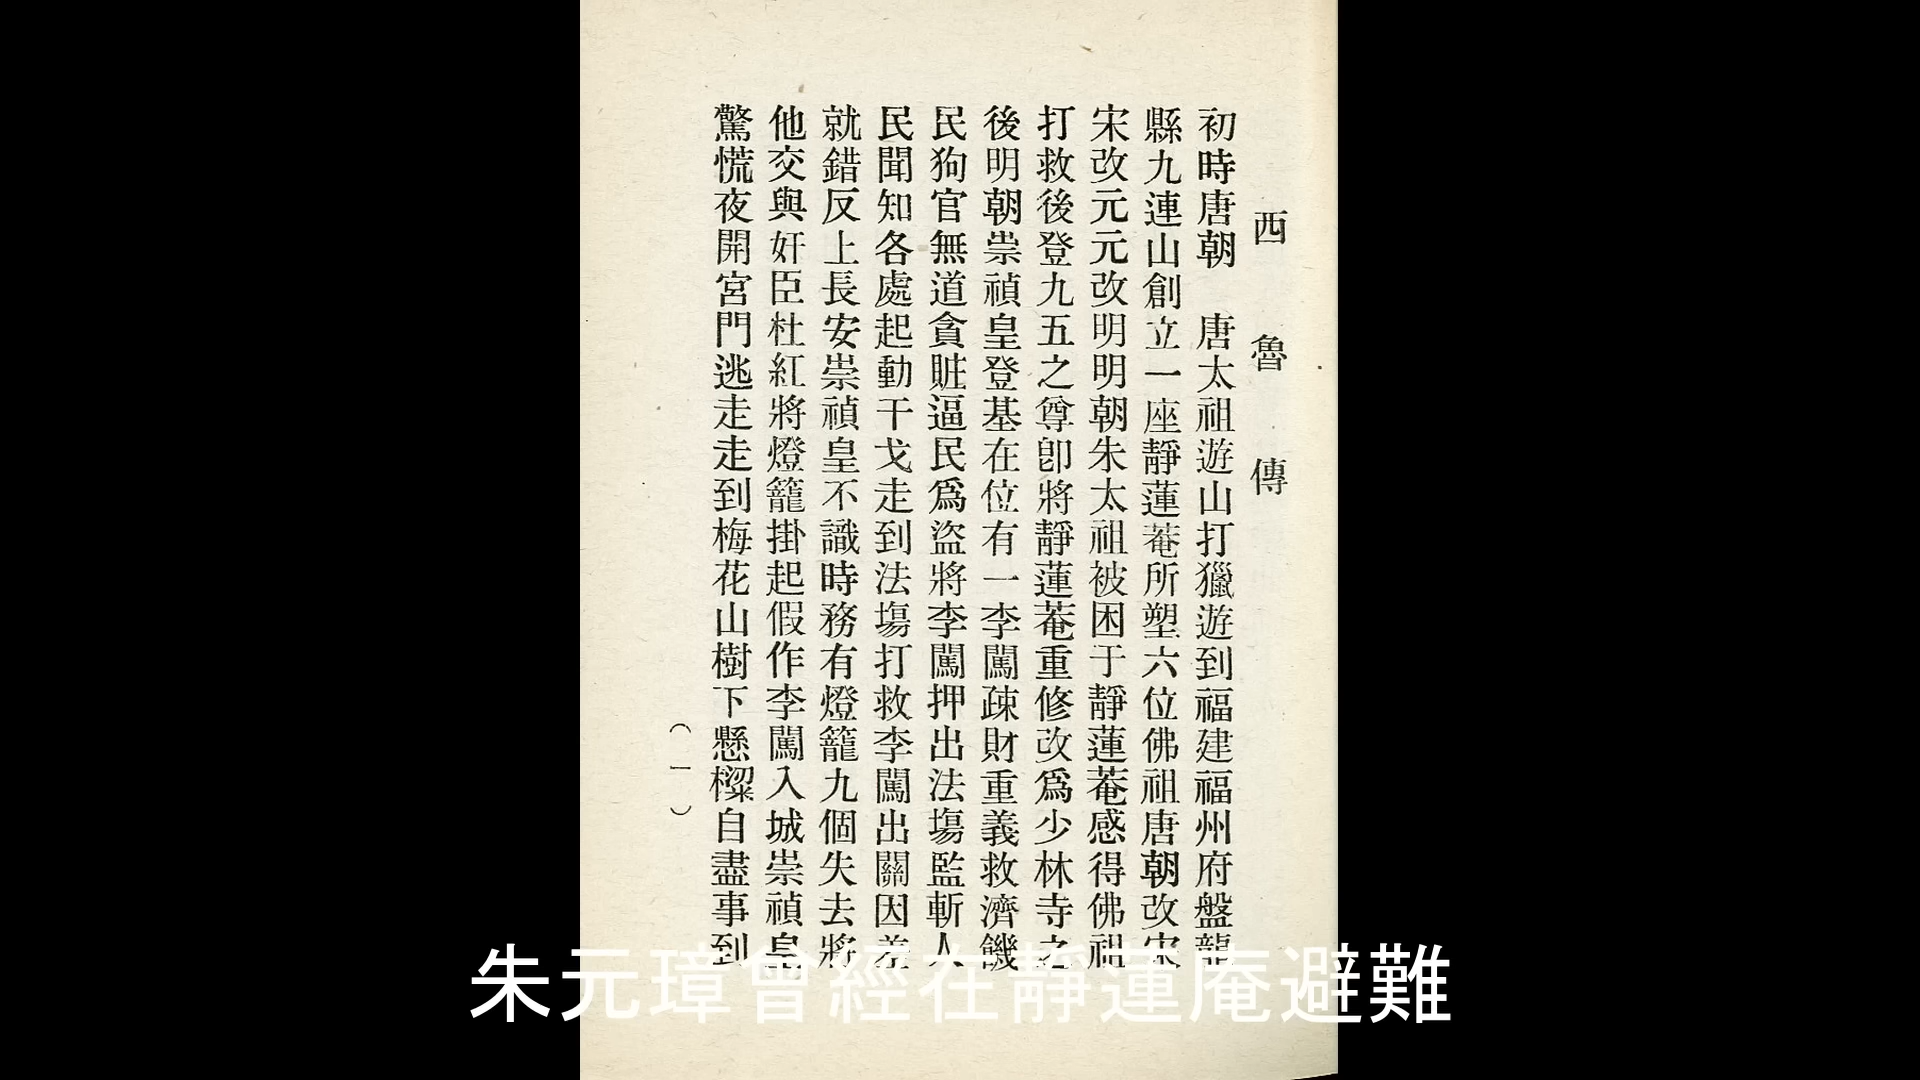 西魯傳
初時唐朝　唐太祖遊山打獵遊到福建福州府盤龍
縣九連山創立一座靜蓮菴所塑六位佛祖唐朝改宋
宋改元元改明明朝朱太祖被困于靜蓮菴感得佛祖
打救後登九五之尊卽將靜蓮菴重修改爲少林寺之
後明朝祟禎皇登基在位有一李闖疎財重義救濟饑
民狗官無道貪賍逼民爲盜將李闖押出法塲監斬人
民聞知各處起動干戈走到法塲打救李闖出關因差
就錯反上長安崇禎皇不識時務有燈籠九個失去將
他交與奸臣杜紅將燈籠掛起假作李闖入城崇禎皇
驚慌夜開宮門逃走走到梅花山樹下懸樑自盡事到
（一）
朱元璋曾經在靜蓮庵避難